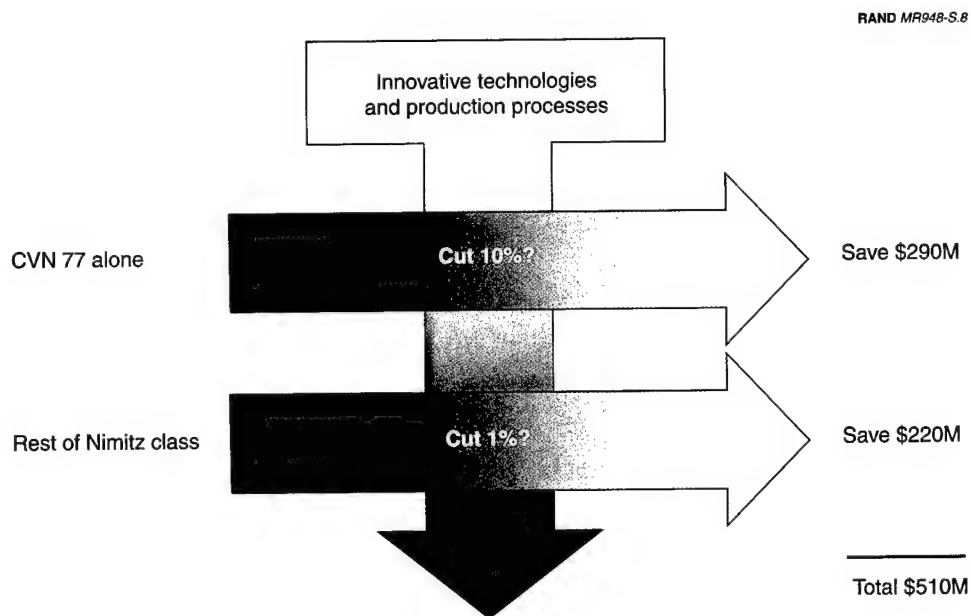 RAND MR948-S.8
Innovative technologies
and production processes
CVN 77 alone
Cut 10%?
Save $290M
Rest of Nimitz class
Cut 1%?
Save $220M
Total $510M